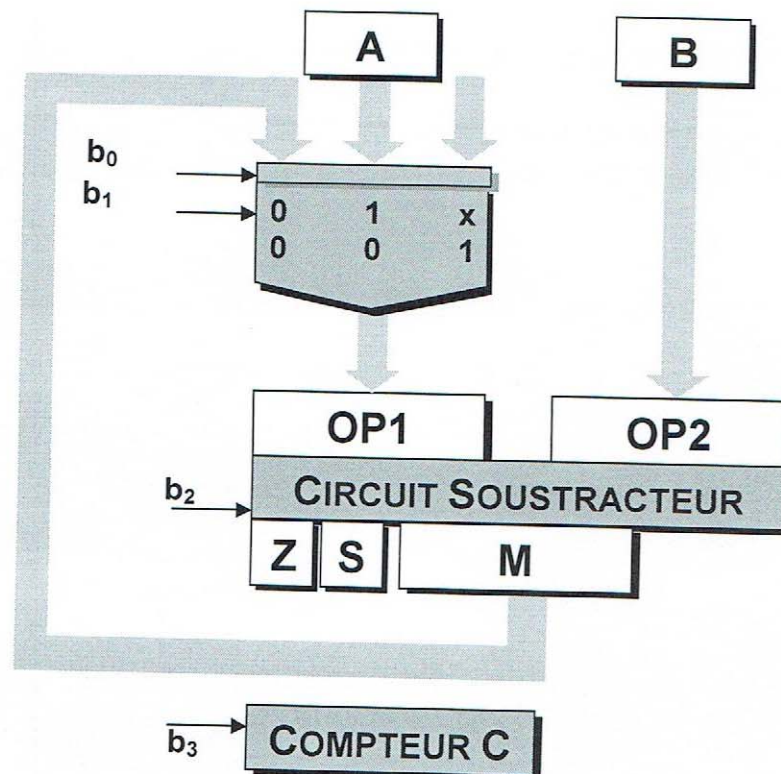 A
B
b₀
b₁
0 1 x
0 0 1
OP1
OP2
CIRCUIT SOUSTRACTEUR
b₂
Z S M
b₃
COMPTEUR C